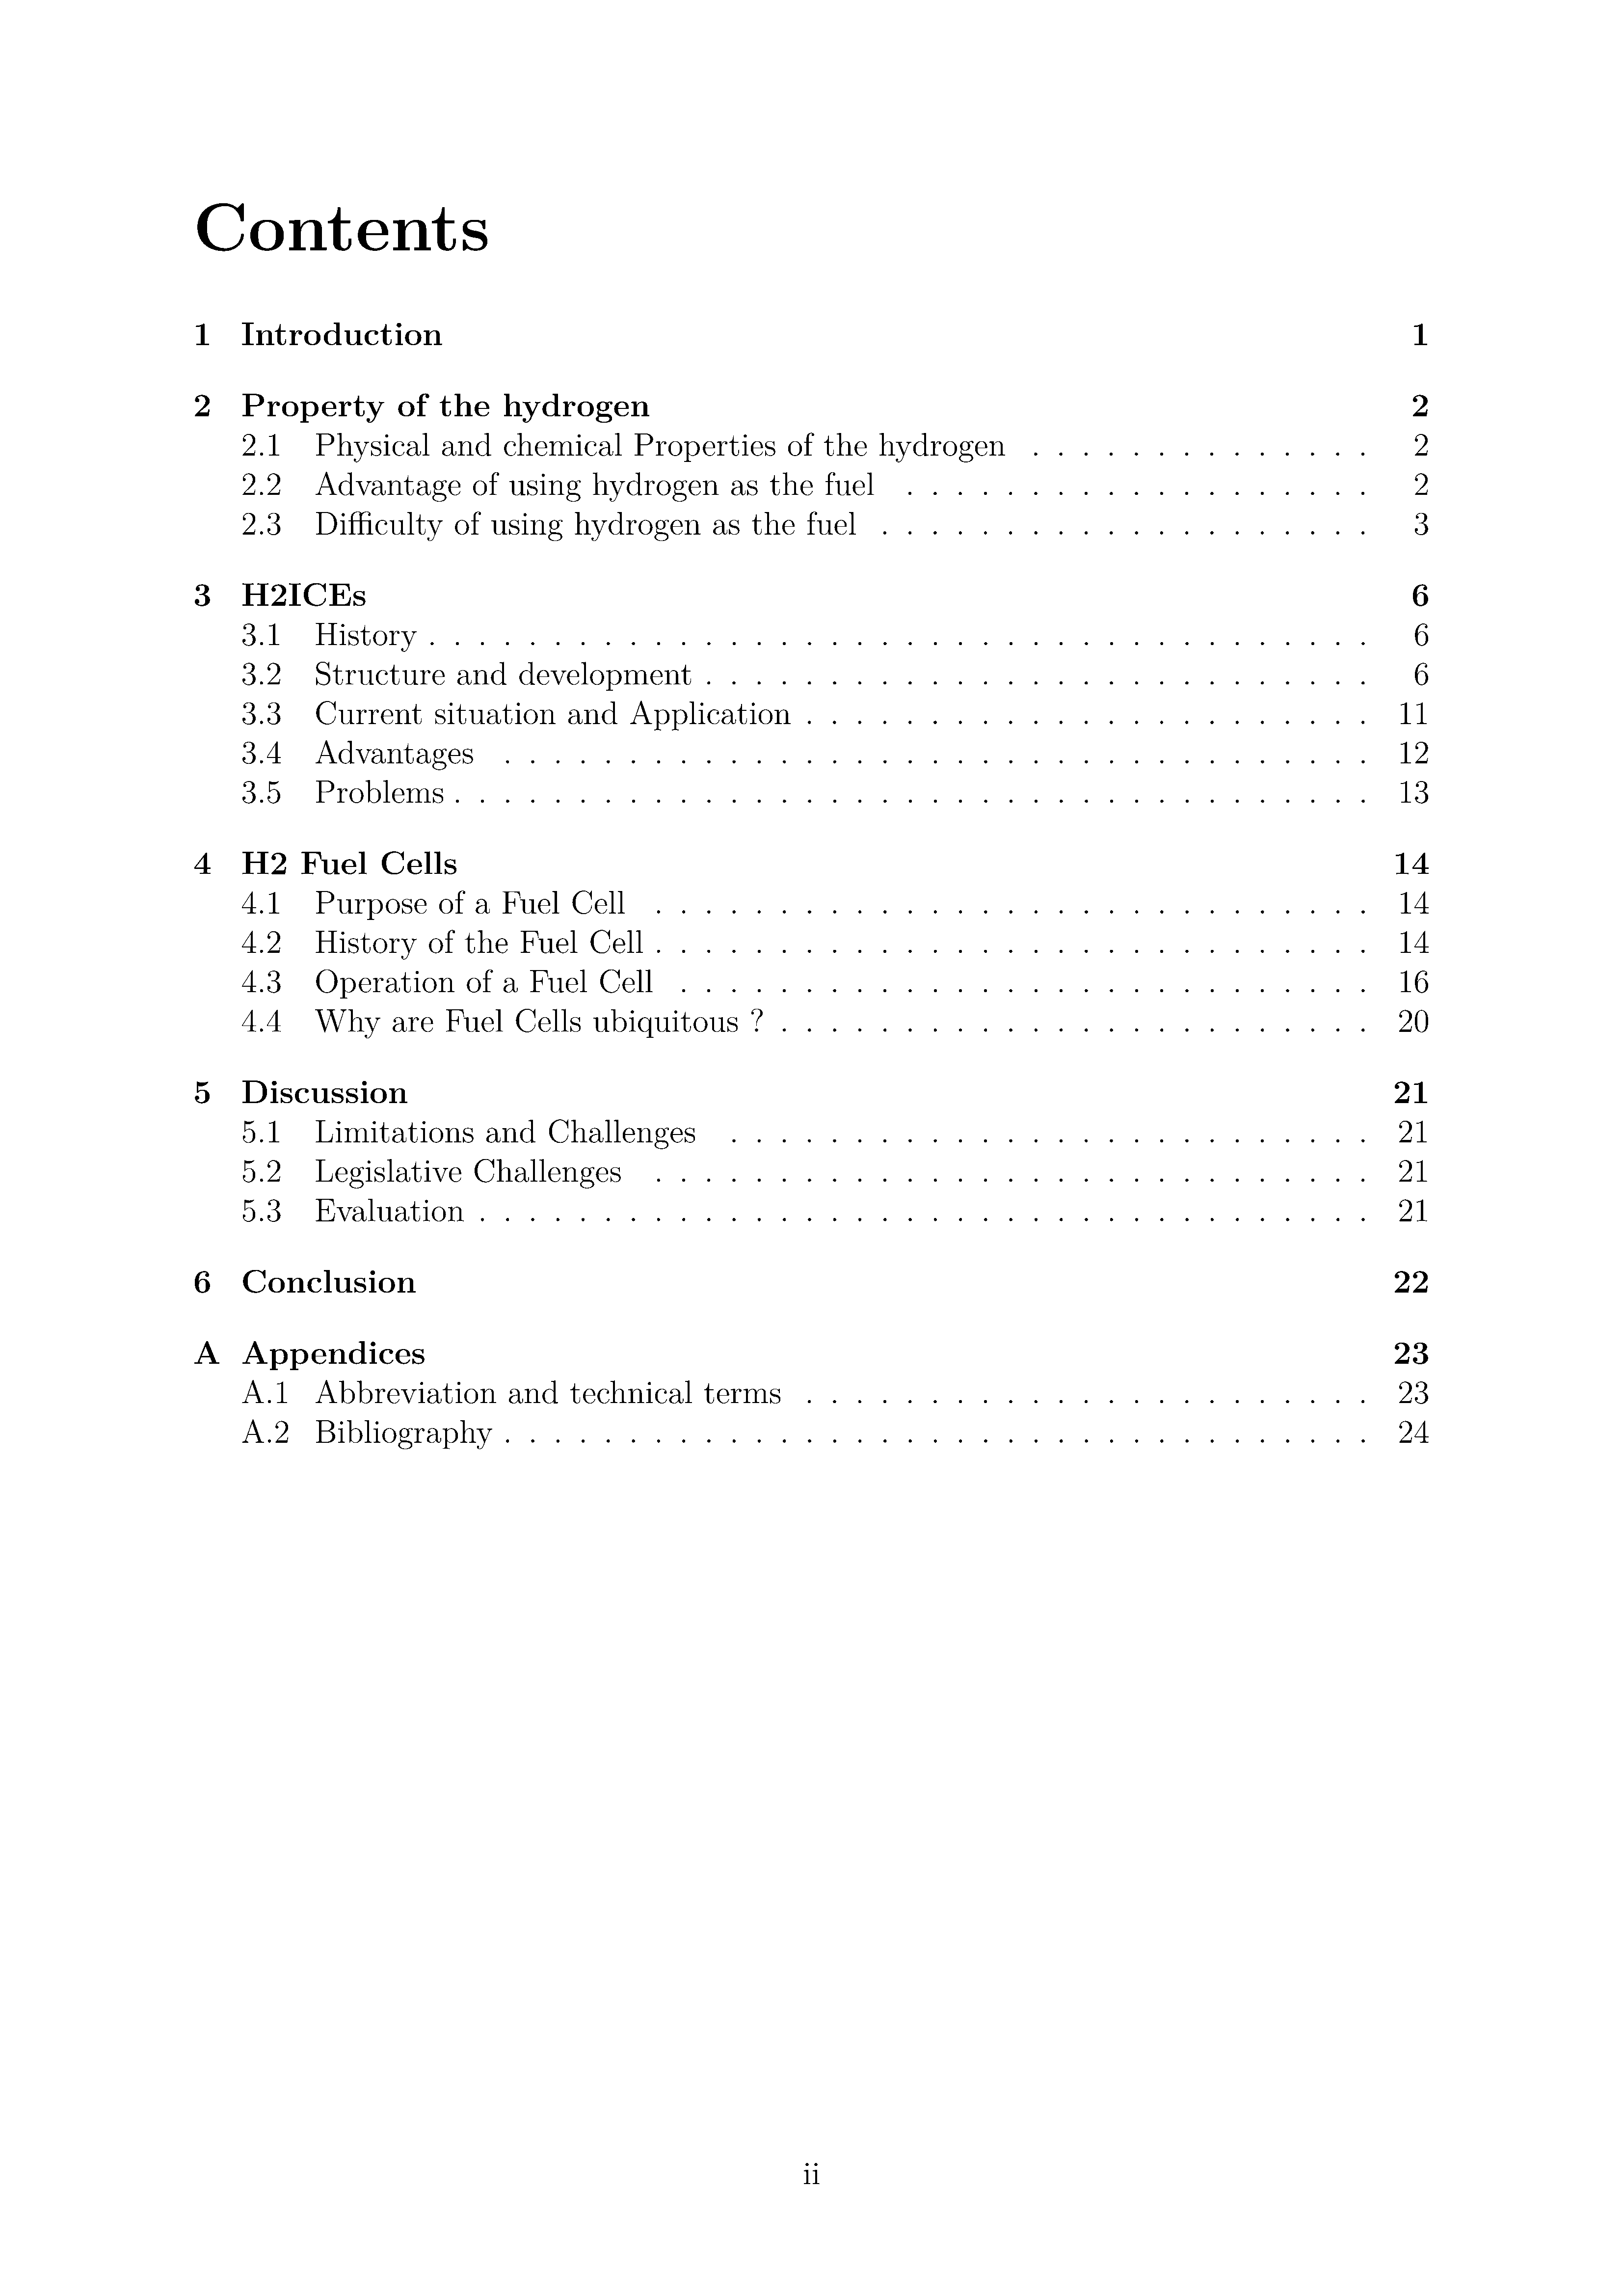 Contents
1 Introduction 1
2 Property of the hydrogen 2
2.1 Physical and chemical Properties of the hydrogen . . . . . . . . . . . . . . 2
2.2 Advantage of using hydrogen as the fuel . . . . . . . . . . . . . . . . . . . 2
2.3 Difficulty of using hydrogen as the fuel . . . . . . . . . . . . . . . . . . . . 3
3 H2ICEs 6
3.1 History . . . . . . . . . . . . . . . . . . . . . . . . . . . . . . . . . . . . . . 6
3.2 Structure and development . . . . . . . . . . . . . . . . . . . . . . . . . . . 6
3.3 Current situation and Application . . . . . . . . . . . . . . . . . . . . . . . 11
3.4 Advantages . . . . . . . . . . . . . . . . . . . . . . . . . . . . . . . . . . . 12
3.5 Problems . . . . . . . . . . . . . . . . . . . . . . . . . . . . . . . . . . . . . 13
4 H2 Fuel Cells 14
4.1 Purpose of a Fuel Cell . . . . . . . . . . . . . . . . . . . . . . . . . . . . . 14
4.2 History of the Fuel Cell . . . . . . . . . . . . . . . . . . . . . . . . . . . . . 14
4.3 Operation of a Fuel Cell . . . . . . . . . . . . . . . . . . . . . . . . . . . . 16
4.4 Why are Fuel Cells ubiquitous ? . . . . . . . . . . . . . . . . . . . . . . . . 20
5 Discussion 21
5.1 Limitations and Challenges . . . . . . . . . . . . . . . . . . . . . . . . . . 21
5.2 Legislative Challenges . . . . . . . . . . . . . . . . . . . . . . . . . . . . . 21
5.3 Evaluation . . . . . . . . . . . . . . . . . . . . . . . . . . . . . . . . . . . . 21
6 Conclusion 22
A Appendices 23
A.1 Abbreviation and technical terms . . . . . . . . . . . . . . . . . . . . . . . 23
A.2 Bibliography . . . . . . . . . . . . . . . . . . . . . . . . . . . . . . . . . . . 24
ii